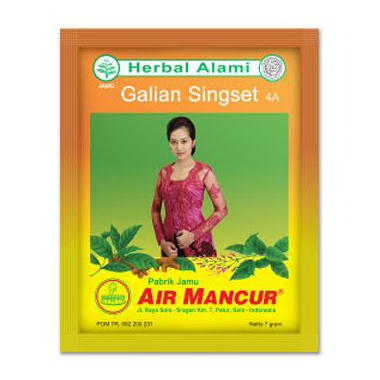 Herbal Alami
JAMU
Galian Singset 4A
Pabrik Jamu
AIR MANCUR®
Jl. Raya Solo - Sragen Km. 7, Palur, Solo - Indonesia
POM TR. 092 200 231
Netto 7 gram